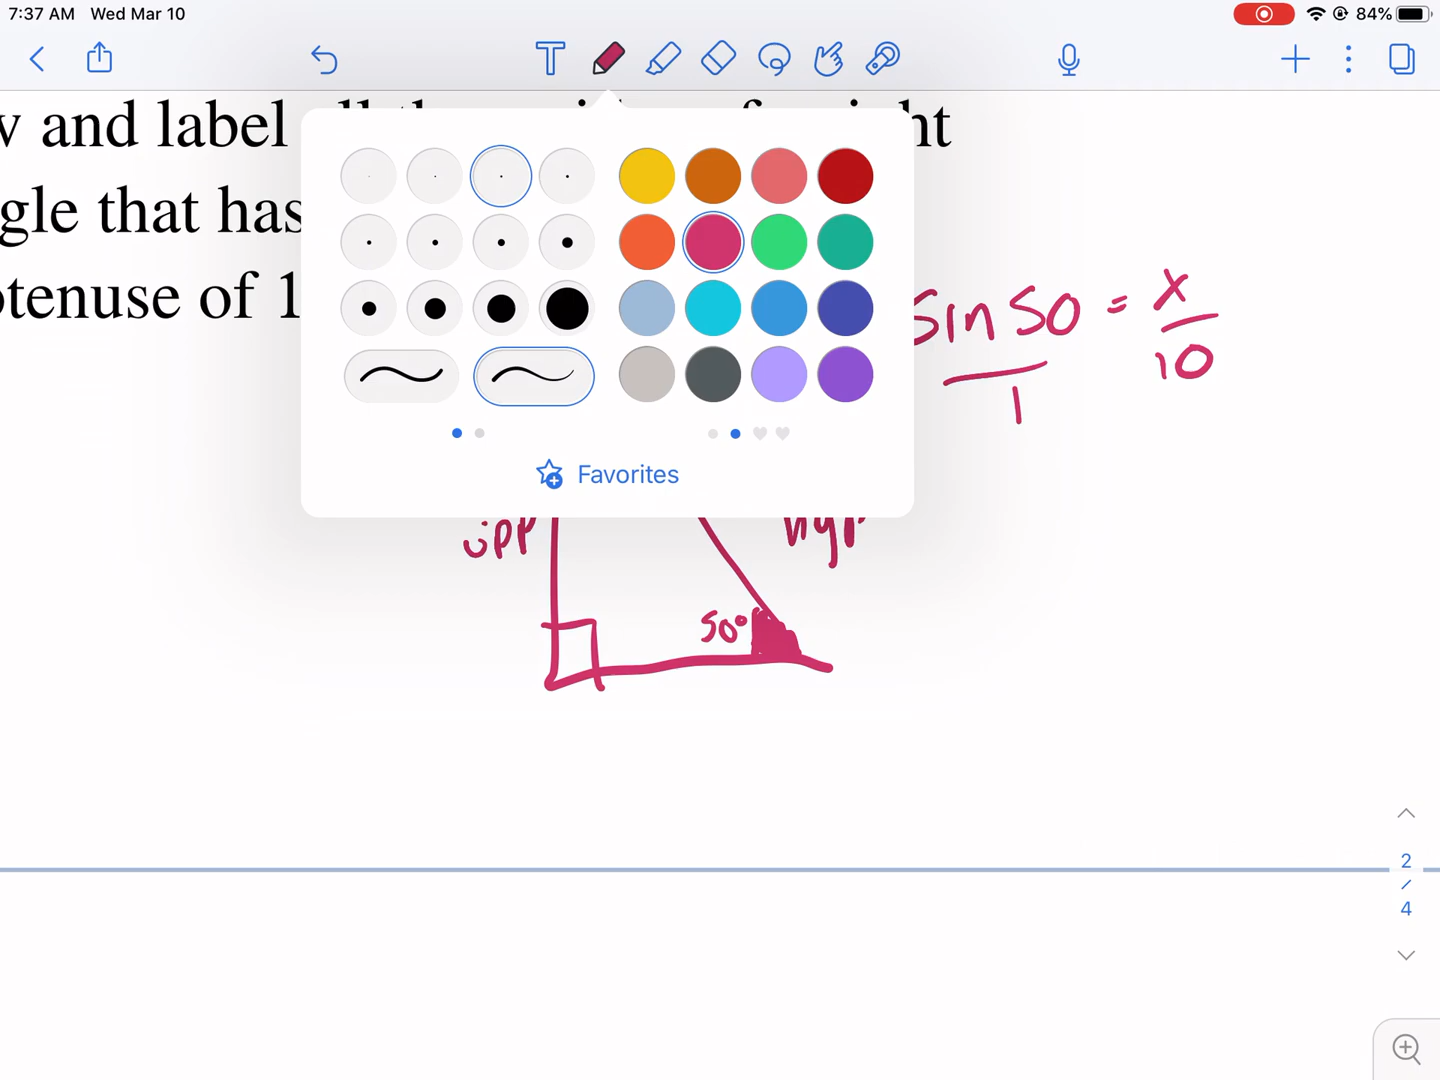 7:37 AM Wed Mar 10 84%
T
w and label
ht
gle that has
otenuse of 1
sin 50 = x
1 10
Favorites
opp hyp
50°
2
/
4